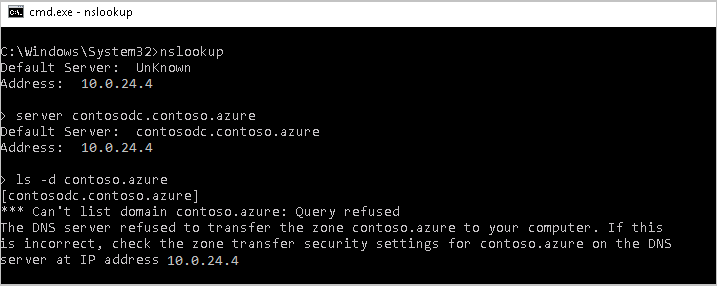 cmd.exe - nslookup
C:\Windows\System32>nslookup
Default Server:  UnKnown
Address:  10.0.24.4
> server contosodc.contoso.azure
Default Server:  contosodc.contoso.azure
Address:  10.0.24.4
> ls -d contoso.azure
[contosodc.contoso.azure]
*** Can't list domain contoso.azure: Query refused
The DNS server refused to transfer the zone contoso.azure to your computer. If this
is incorrect, check the zone transfer security settings for contoso.azure on the DNS
server at IP address 10.0.24.4